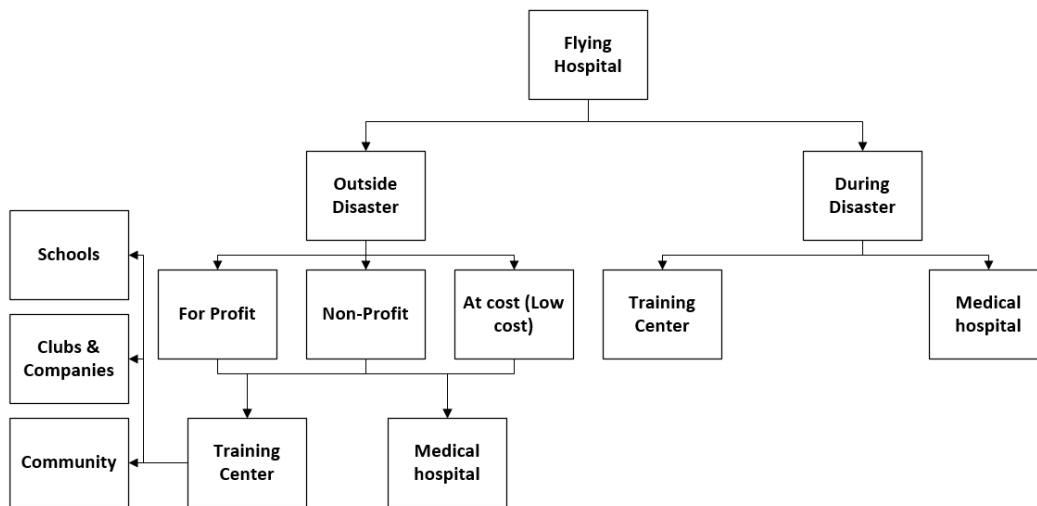 Flying
Hospital
Outside
Disaster
During
Disaster
Schools
For Profit
Non-Profit
At cost (Low
cost)
Training
Center
Medical
hospital
Clubs &
Companies
Community
Training
Center
Medical
hospital